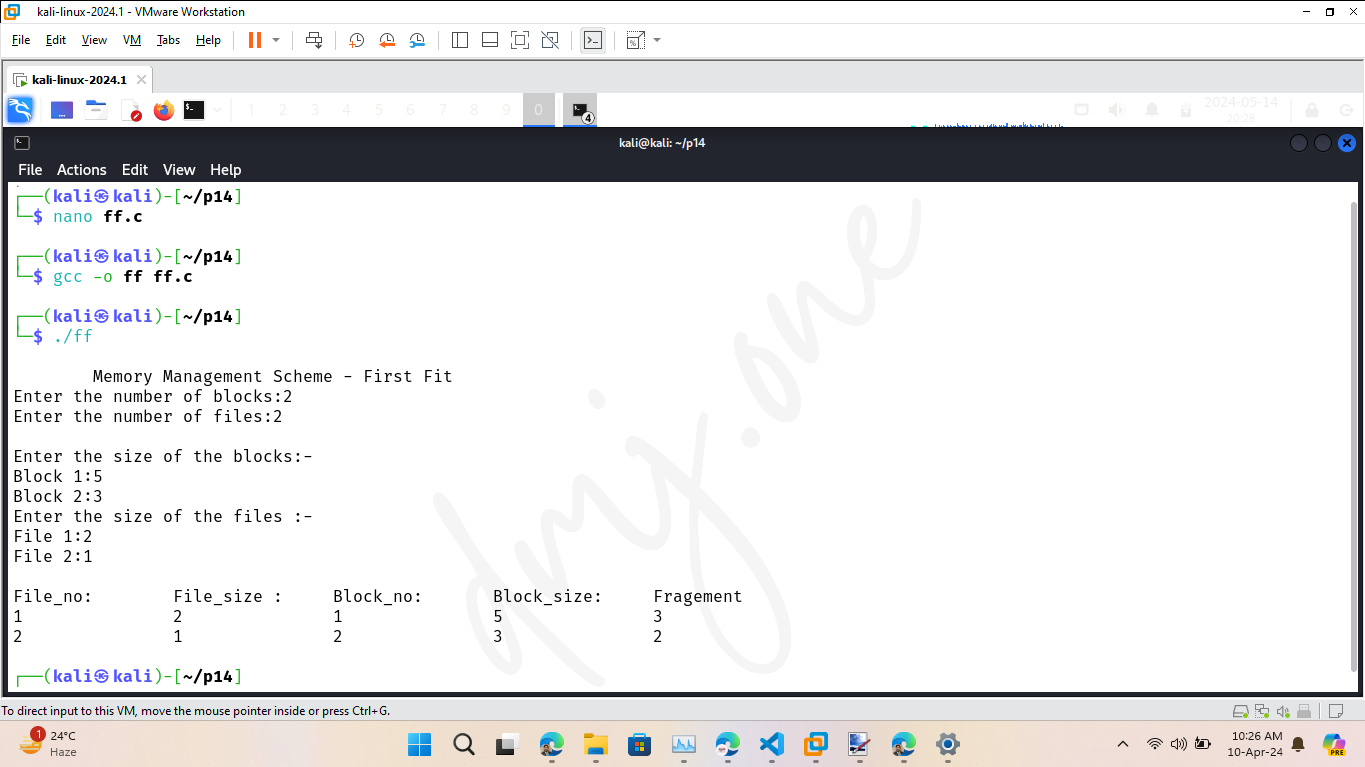 kali-linux-2024.1 - VMware Workstation
File Edit View VM Tabs Help
kali-linux-2024.1
1 2 3 4 5 6 7 8 9 0 4 2024-05-14
20:28
kali@kali: ~/p14
File Actions Edit View Help
┌──(kali㉿kali)-[~/p14]
└─$ nano ff.c
┌──(kali㉿kali)-[~/p14]
└─$ gcc -o ff ff.c
┌──(kali㉿kali)-[~/p14]
└─$ ./ff
Memory Management Scheme - First Fit
Enter the number of blocks:2
Enter the number of files:2
Enter the size of the blocks:-
Block 1:5
Block 2:3
Enter the size of the files :-
File 1:2
File 2:1
File_no: File_size : Block_no: Block_size: Fragement
1 2 1 5 3
2 1 2 3 2
┌──(kali㉿kali)-[~/p14]
dmj.one
To direct input to this VM, move the mouse pointer inside or press Ctrl+G.
1 24°C
Haze
10:26 AM
10-Apr-24
PRE